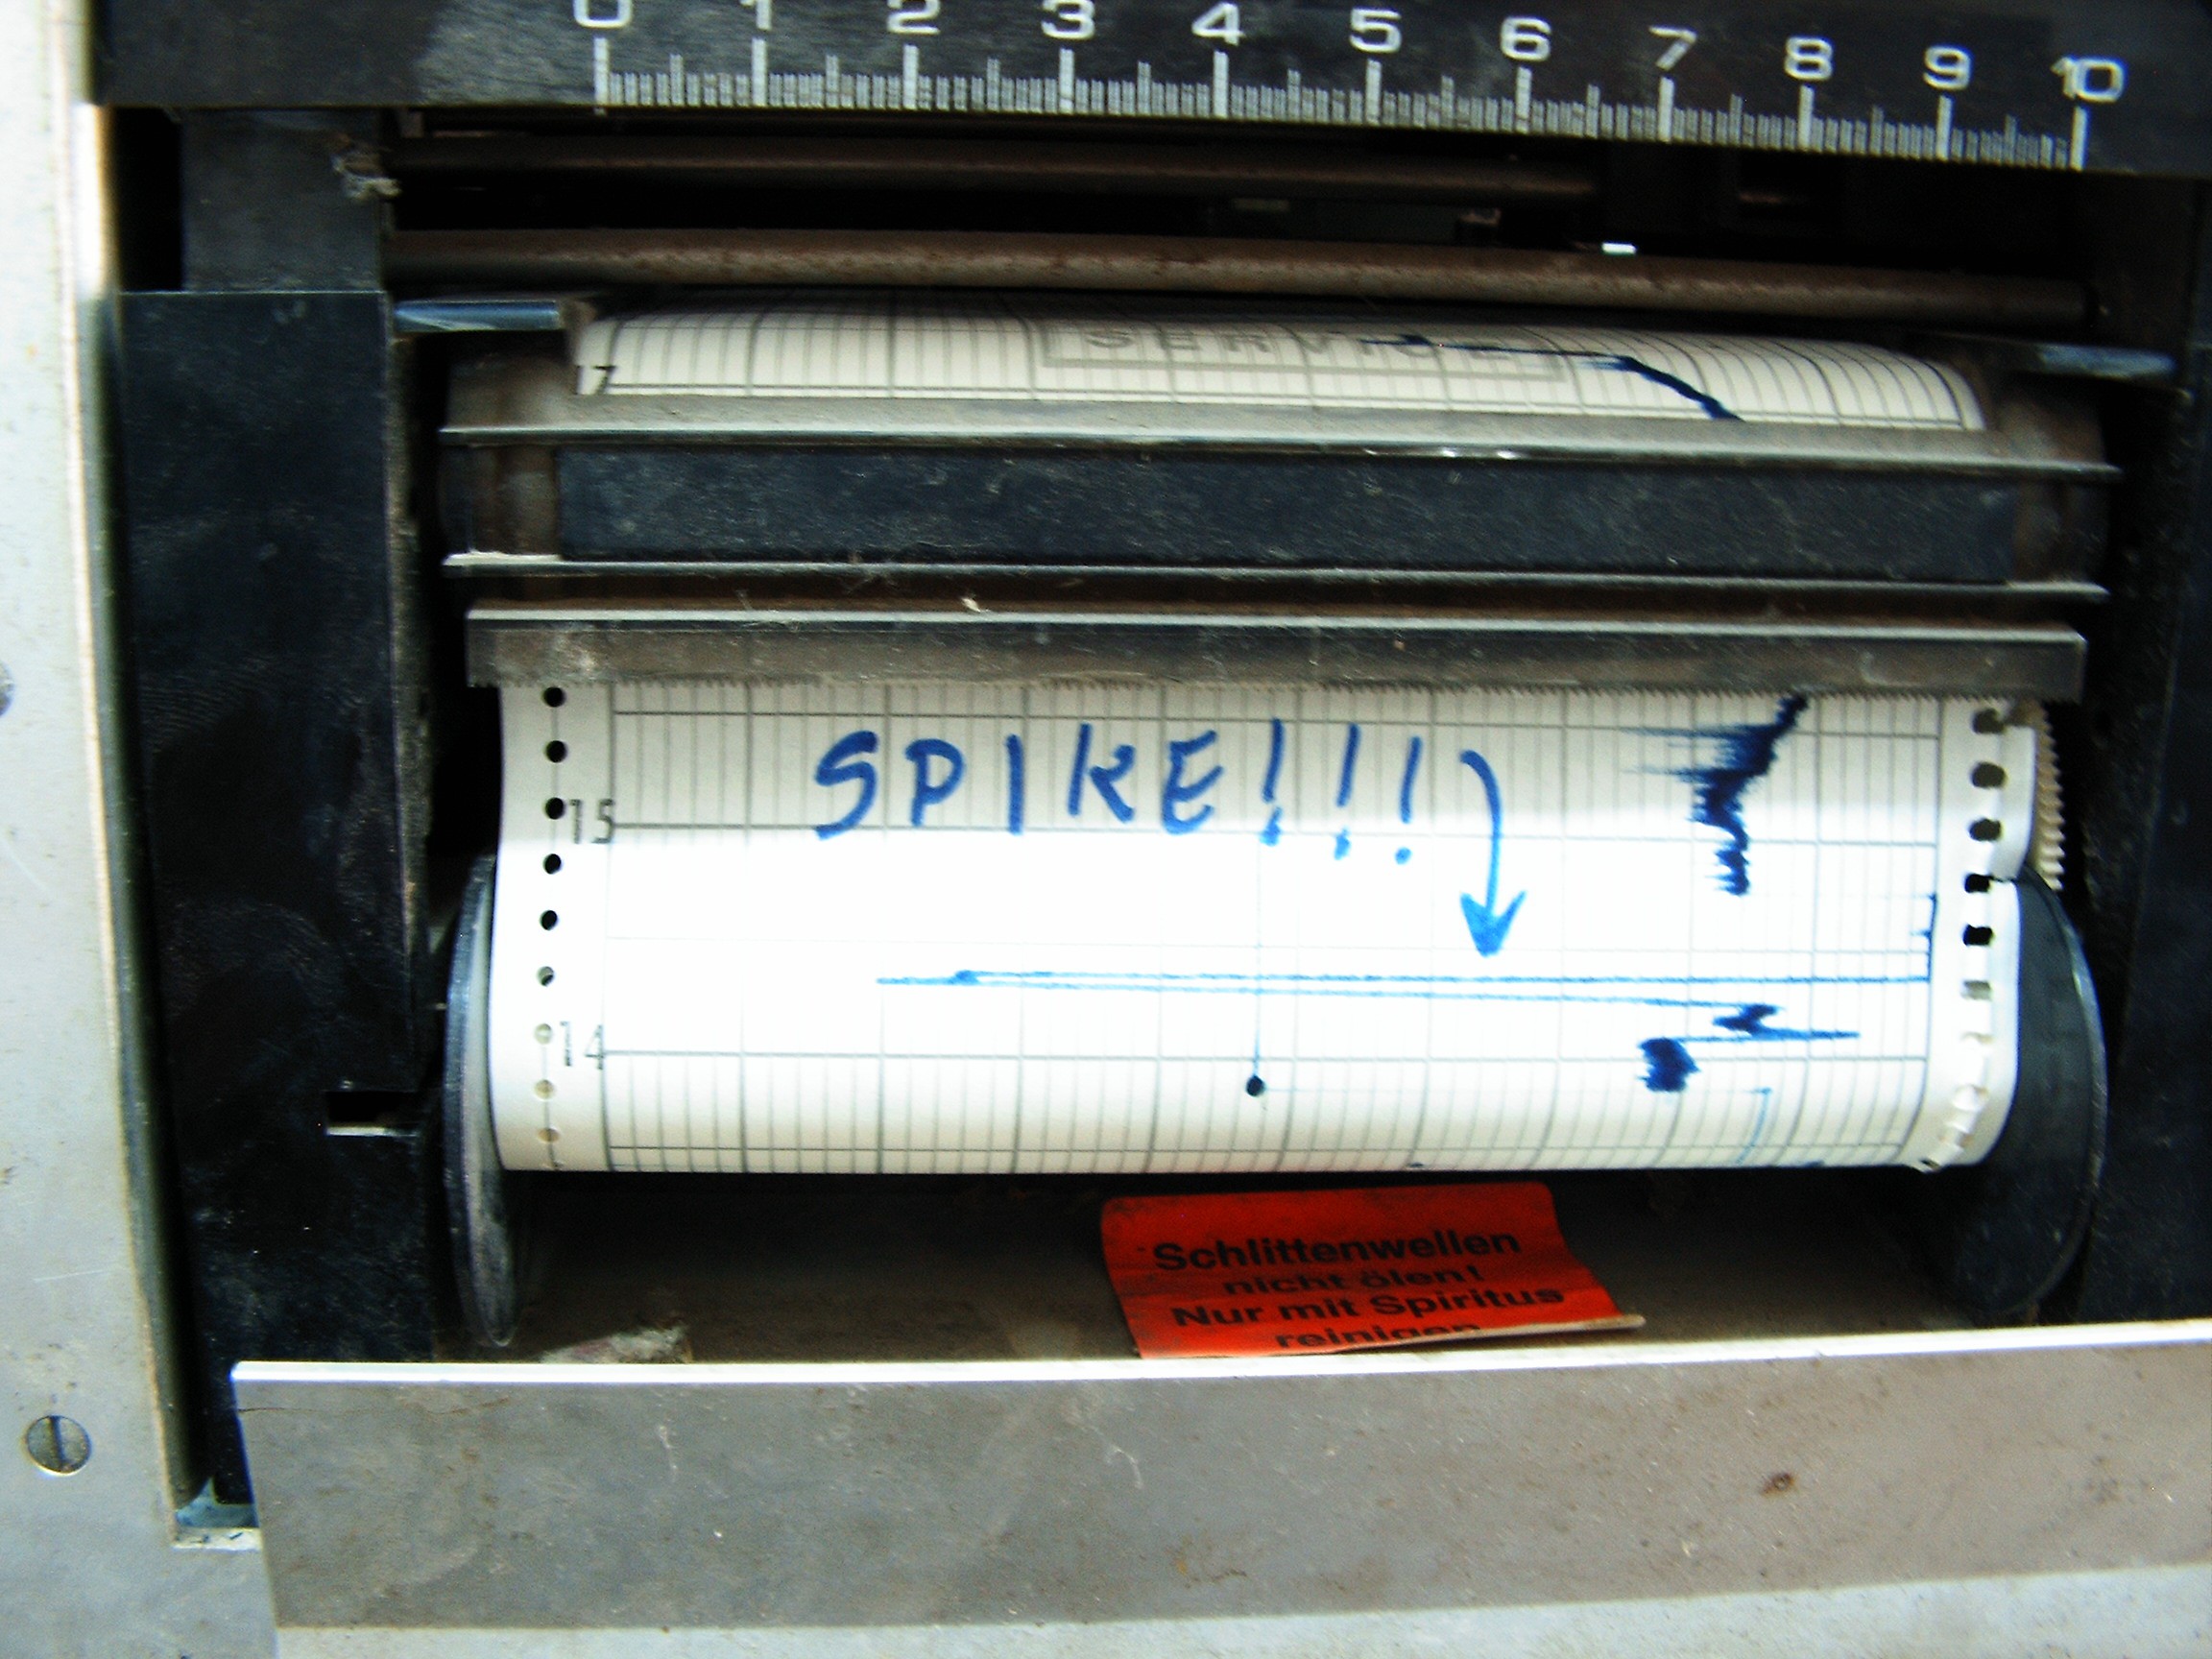 0 1 2 3 4 5 6 7 8 9 10
SERVICE
17
SPIKE!!!
15
14
Schlittenwellen
nicht ölen!
Nur mit Spiritus
reinigen